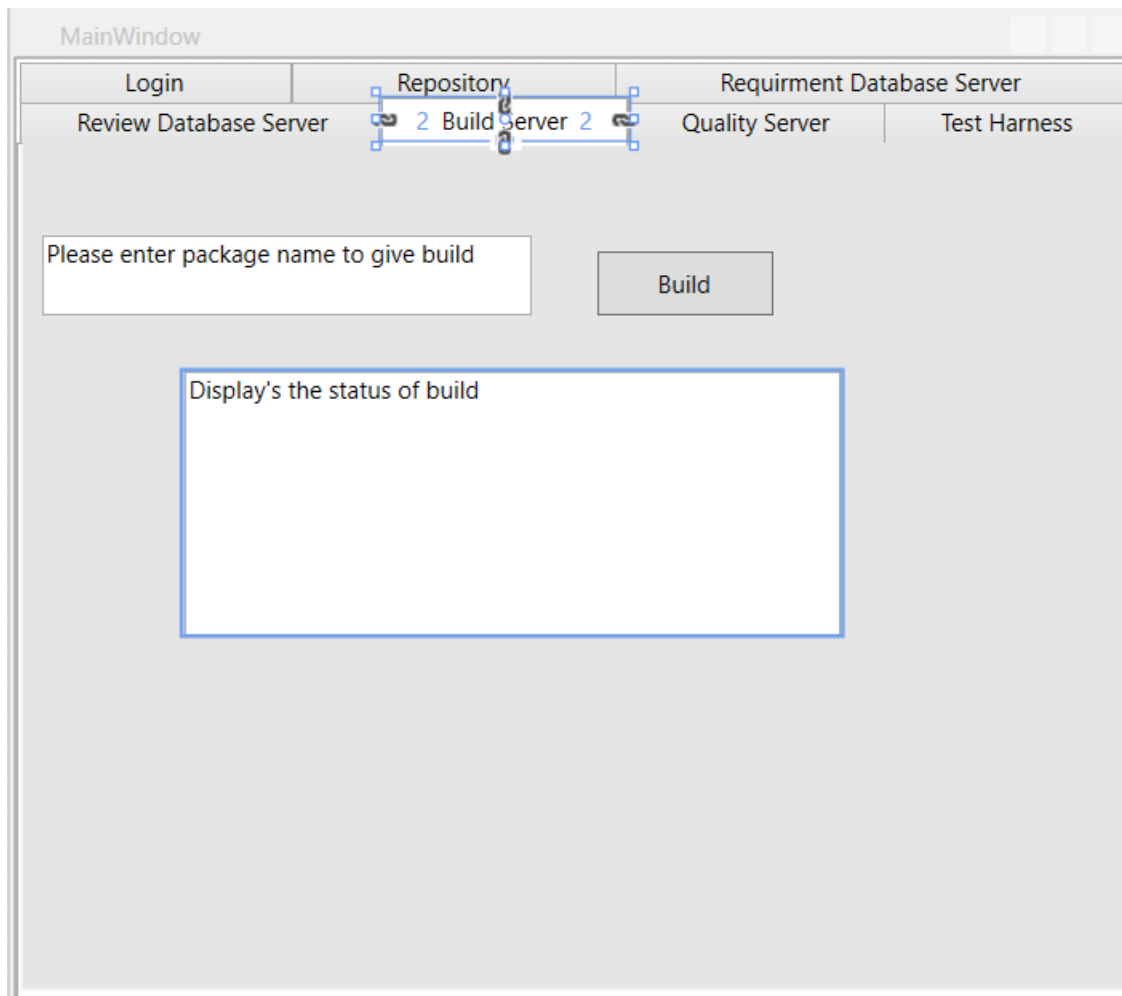 MainWindow
Login Repository Requirment Database Server
Review Database Server 2 Build Server 2 Quality Server Test Harness
Please enter package name to give build
Build
Display's the status of build